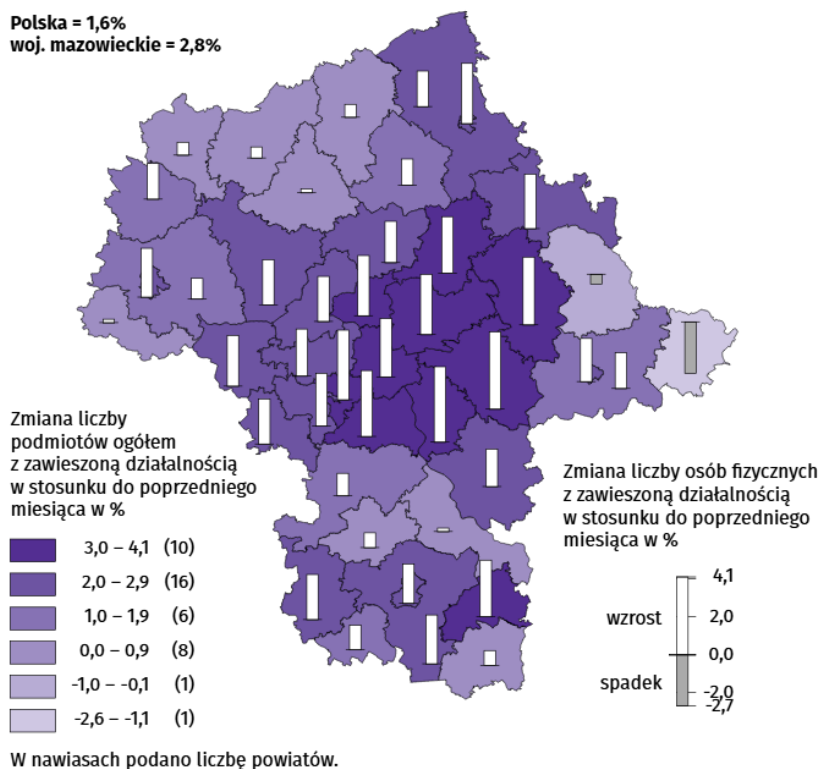 Polska = 1,6%
woj. mazowieckie = 2,8%
Zmiana liczby
podmiotów ogółem
z zawieszoną działalnością
w stosunku do poprzedniego
miesiąca w %
3,0 – 4,1 (10)
2,0 – 2,9 (16)
1,0 – 1,9 (6)
0,0 – 0,9 (8)
-1,0 – -0,1 (1)
-2,6 – -1,1 (1)
Zmiana liczby osób fizycznych
z zawieszoną działalnością
w stosunku do poprzedniego
miesiąca w %
4,1
wzrost 2,0
0,0
spadek -2,0
-2,7
W nawiasach podano liczbę powiatów.